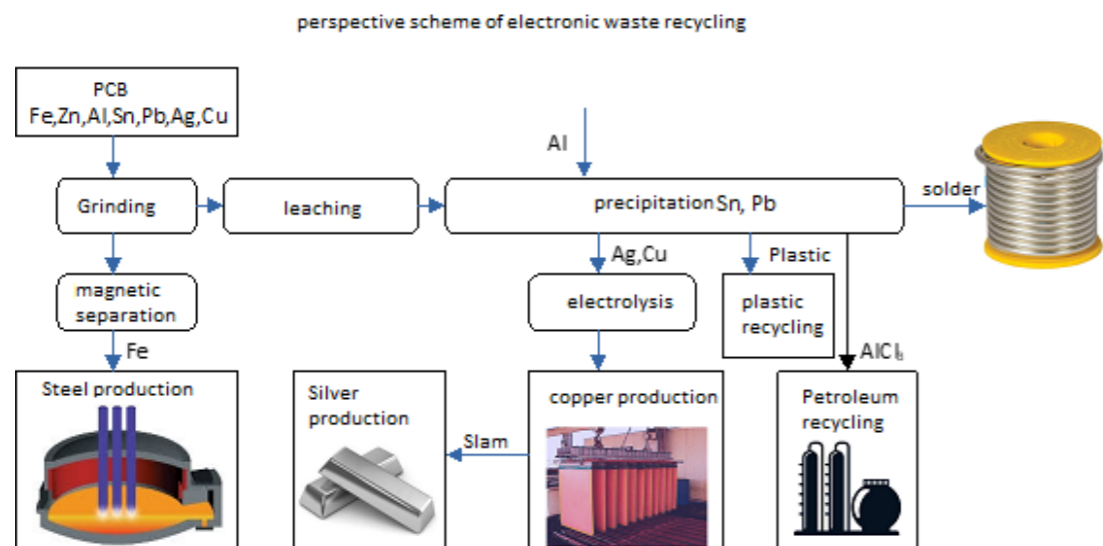 perspective scheme of electronic waste recycling
PCB
Fe,Zn,Al,Sn,Pb,Ag,Cu
Al
Grinding
leaching
precipitation Sn, Pb
solder
magnetic
separation
Ag,Cu
electrolysis
Plastic
plastic
recycling
Fe
AlCl₃
Steel production
Silver
production
Slam
copper production
Petroleum
recycling